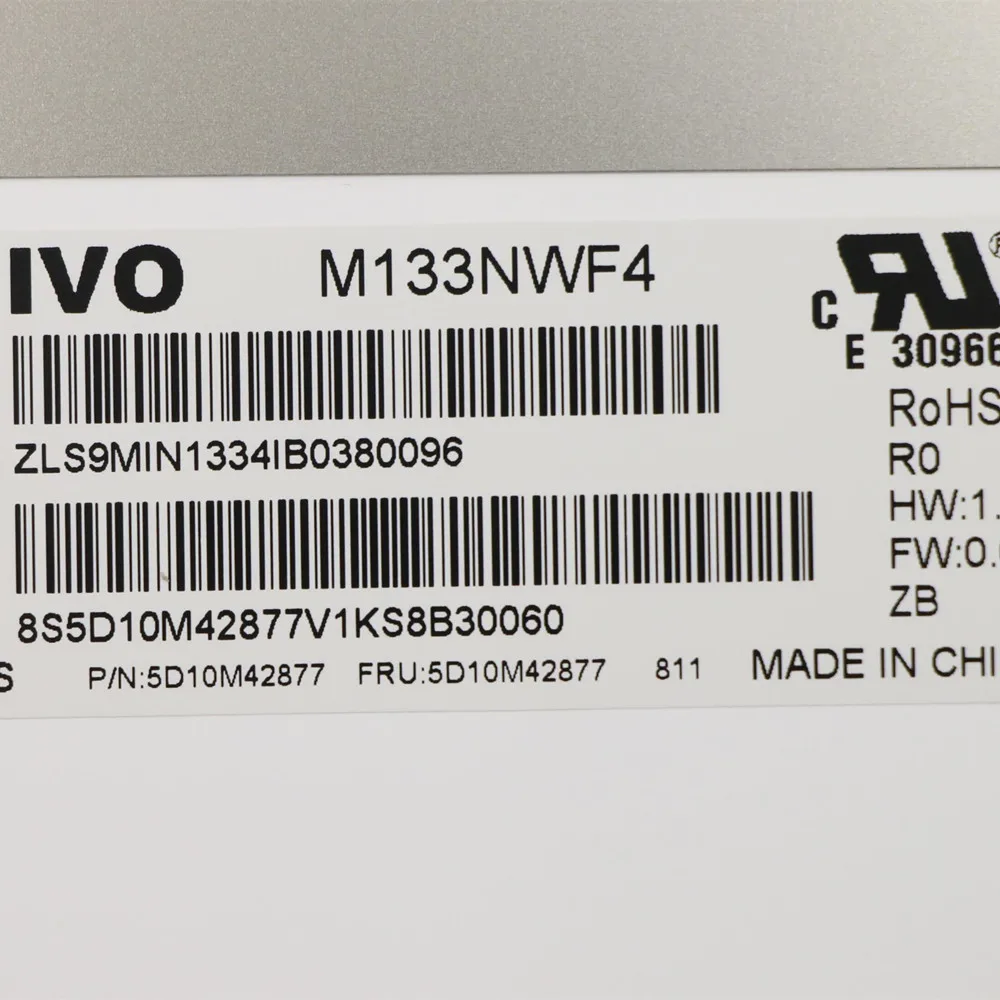 IVO M133NWF4
C RU ®
E 30966
ZLS9MIN1334IB0380096
RoHS
R0
HW:1.
FW:0.
8S5D10M42877V1KS8B30060
ZB
S P/N:5D10M42877 FRU:5D10M42877 811 MADE IN CHI